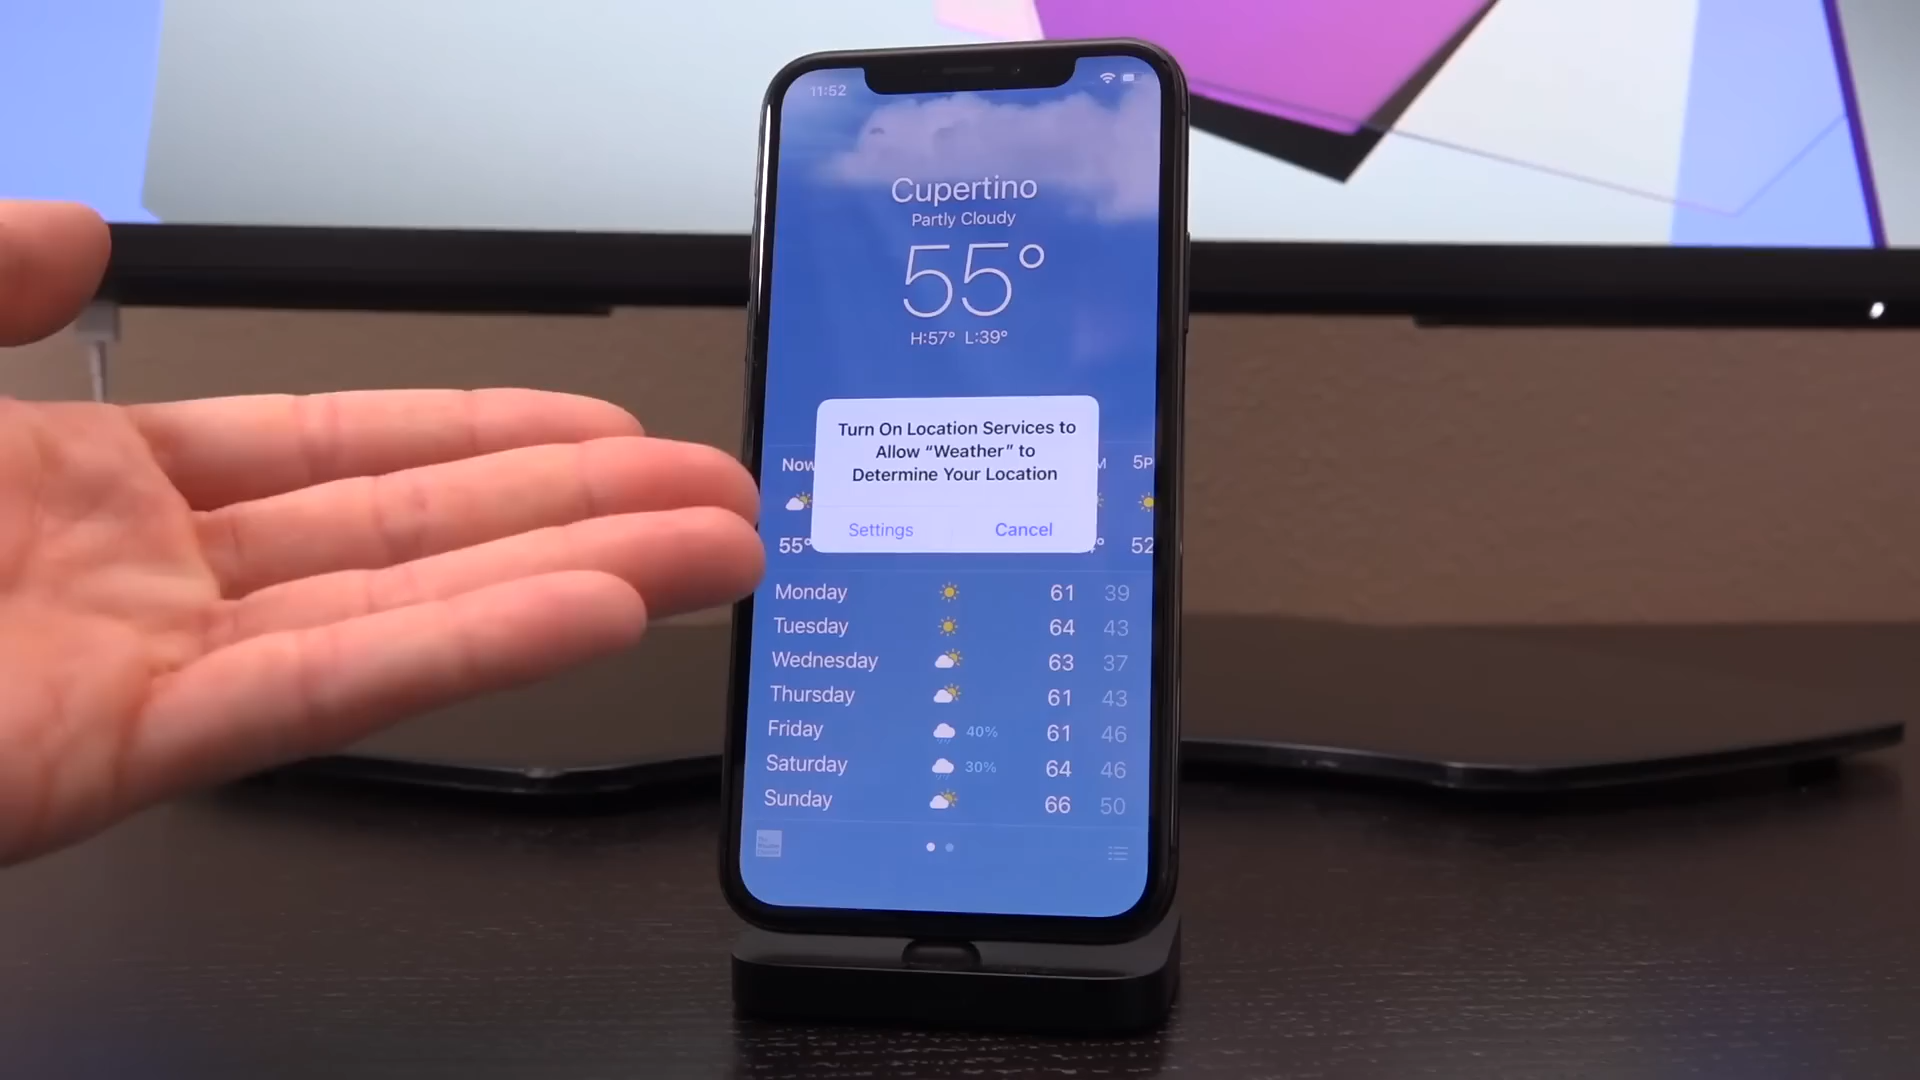 11:52
Cupertino
Partly Cloudy
55°
H:57° L:39°
Turn On Location Services to
Allow “Weather” to
Determine Your Location
Settings Cancel
Now 5P
55° 52
Monday 61 39
Tuesday 64 43
Wednesday 63 37
Thursday 61 43
Friday 40% 61 46
Saturday 30% 64 46
Sunday 66 50